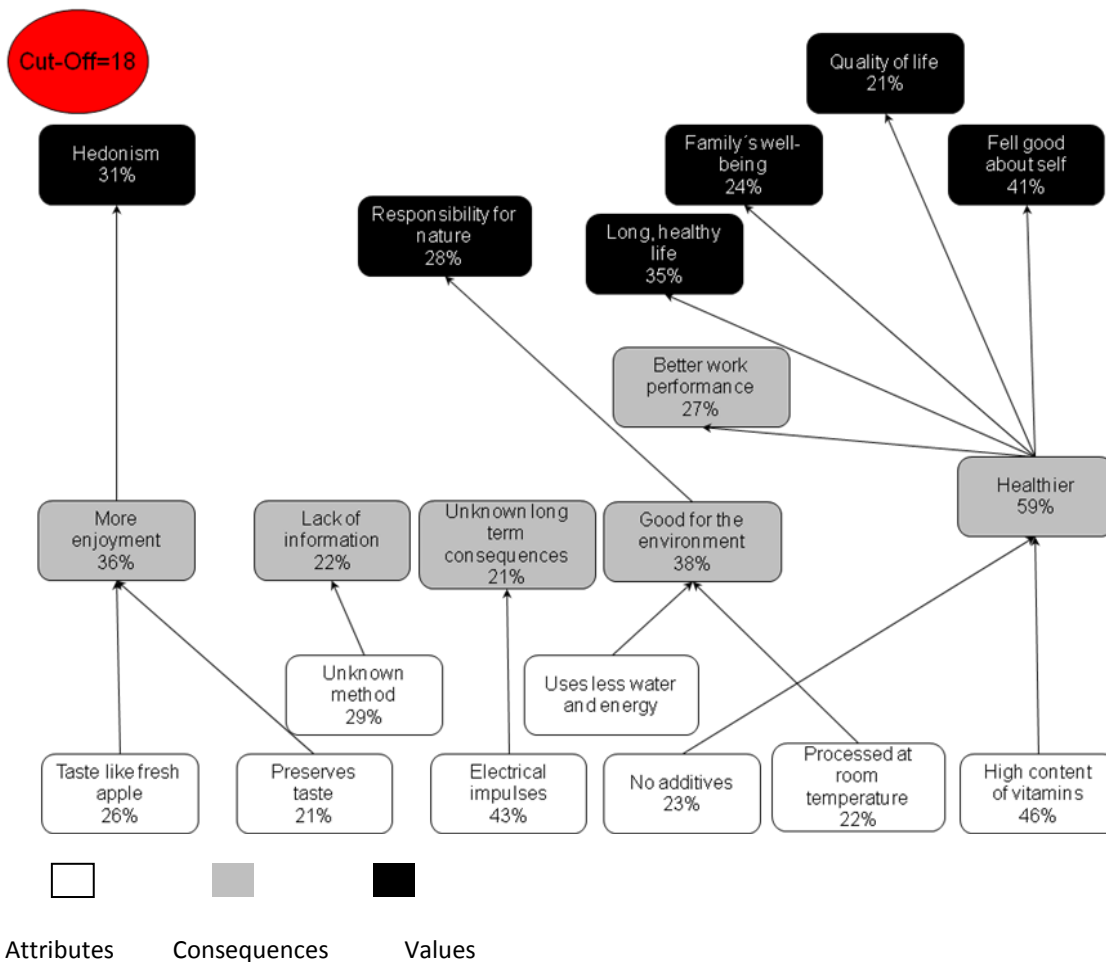 Cut-Off=18
Quality of life
21%
Hedonism
31%
Family´s well-
being
24%
Fell good
about self
41%
Responsibility for
nature
28%
Long, healthy
life
35%
Better work
performance
27%
Healthier
59%
More
enjoyment
36%
Lack of
information
22%
Unknown long
term
consequences
21%
Good for the
environment
38%
Unknown
method
29%
Uses less water
and energy
Taste like fresh
apple
26%
Preserves
taste
21%
Electrical
impulses
43%
No additives
23%
Processed at
room
temperature
22%
High content
of vitamins
46%
Attributes
Consequences
Values